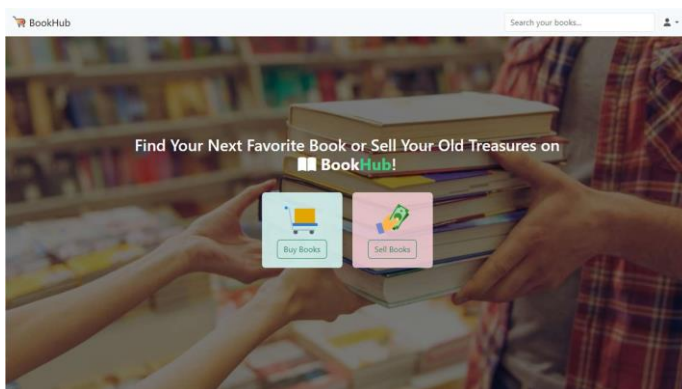 BookHub
Search your books...
Find Your Next Favorite Book or Sell Your Old Treasures on
BookHub!
Buy Books
Sell Books